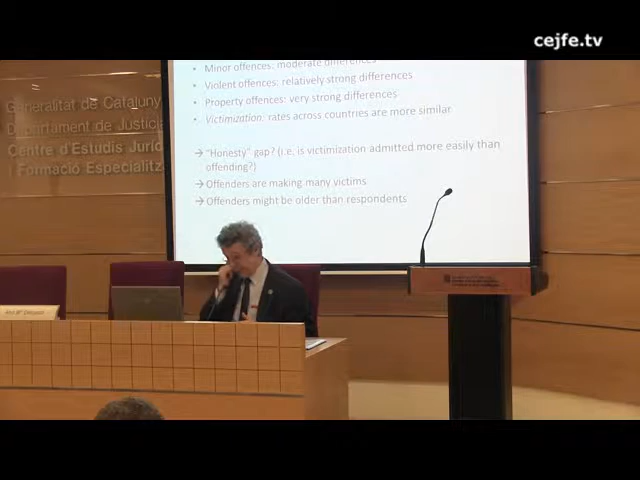 cejfe.tv
Generalitat de Catalunya
Departament de Justícia
Centre d'Estudis Jurí
i Formació Especialitz
• Minor offences: moderate differences
• Violent offences: relatively strong differences
• Property offences: very strong differences
• Victimization: rates across countries are more similar
→ "Honesty" gap? (i.e, is victimization admitted more easily than
offending?)
→ Offenders are making many victims
→ Offenders might be older than respondents